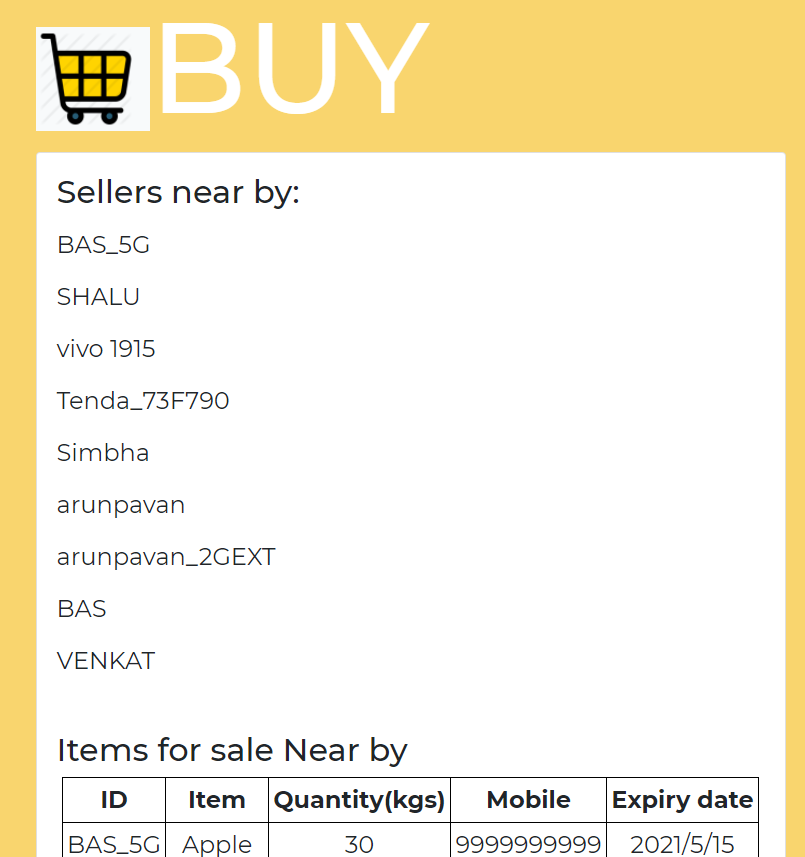 BUY
Sellers near by:
BAS_5G
SHALU
vivo 1915
Tenda_73F790
Simbha
arunpavan
arunpavan_2GEXT
BAS
VENKAT
Items for sale Near by
ID Item Quantity(kgs) Mobile Expiry date
BAS_5G Apple 30 9999999999 2021/5/15